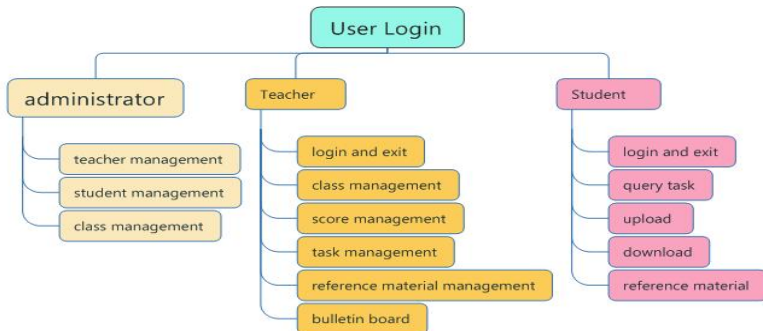 User Login
administrator
teacher management
student management
class management
Teacher
login and exit
class management
score management
task management
reference material management
bulletin board
Student
login and exit
query task
upload
download
reference material